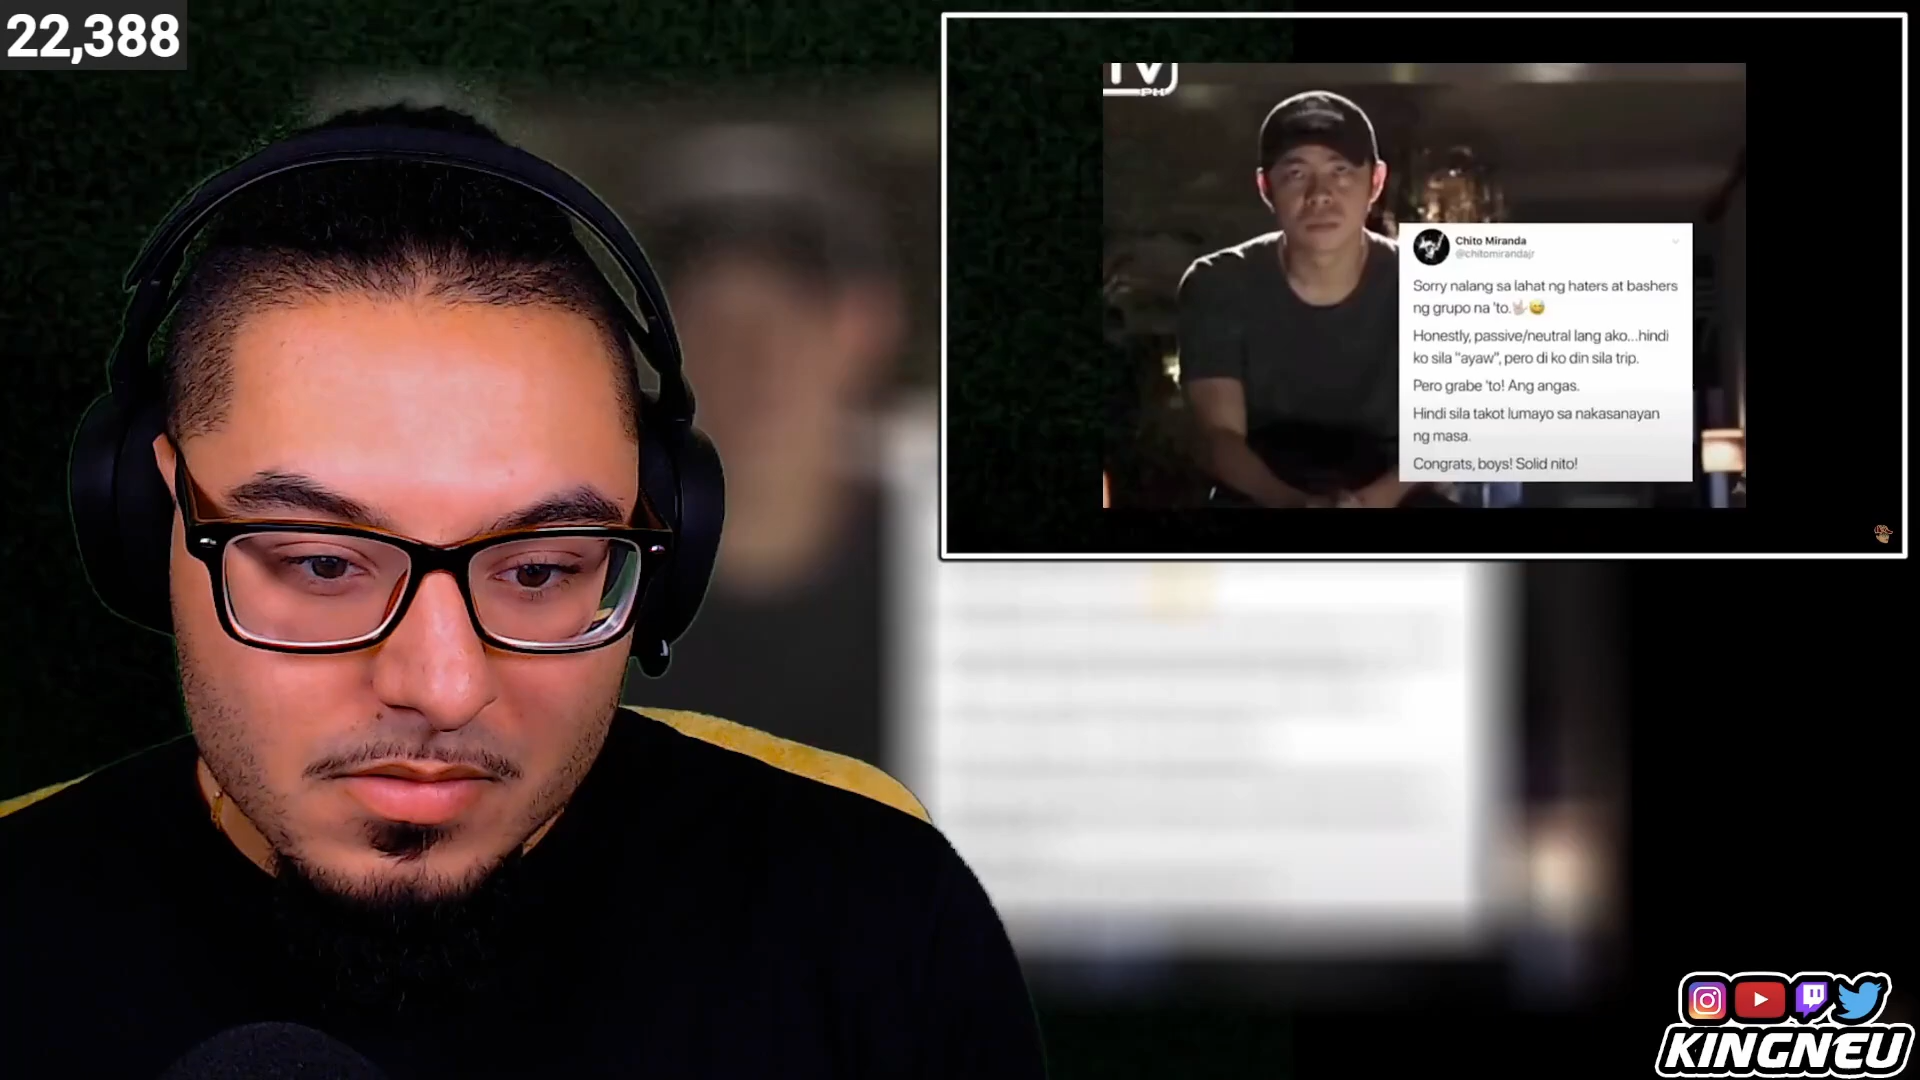 22,388
TV
PH
Chito Miranda
@chitomirandajr
Sorry nalang sa lahat ng haters at bashers
ng grupo na 'to.🤟🏻😅
Honestly, passive/neutral lang ako...hindi
ko sila "ayaw", pero di ko din sila trip.
Pero grabe 'to! Ang angas.
Hindi sila takot lumayo sa nakasanayan
ng masa.
Congrats, boys! Solid nito!
KINGNEU